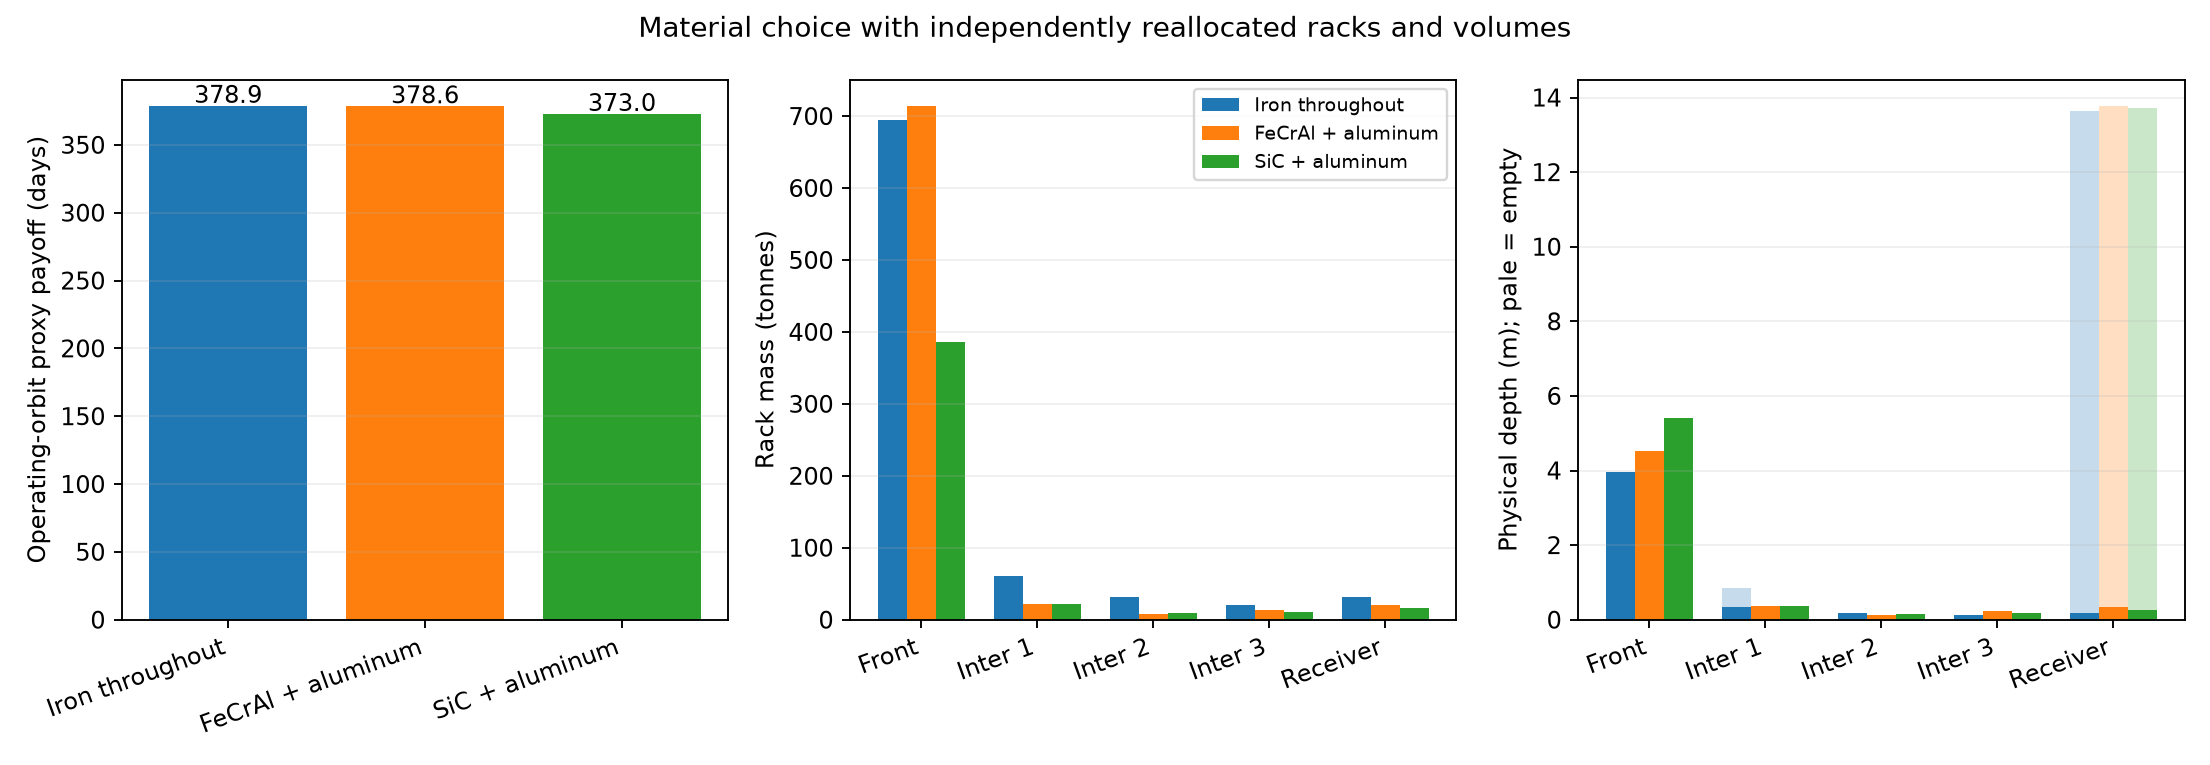 Material choice with independently reallocated racks and volumes
Operating-orbit proxy payoff (days)
350
300
250
200
150
100
50
0
378.9
378.6
373.0
Iron throughout
FeCrAl + aluminum
SiC + aluminum
Rack mass (tonnes)
700
600
500
400
300
200
100
0
Iron throughout
FeCrAl + aluminum
SiC + aluminum
Front
Inter 1
Inter 2
Inter 3
Receiver
Physical depth (m); pale = empty
14
12
10
8
6
4
2
0
Front
Inter 1
Inter 2
Inter 3
Receiver